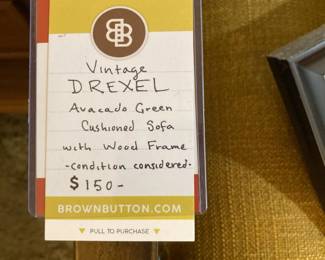 BB
Vintage
DREXEL
Avacado Green
Cushioned Sofa
with Wood Frame
-condition considered-
$150-
BROWNBUTTON.COM
PULL TO PURCHASE